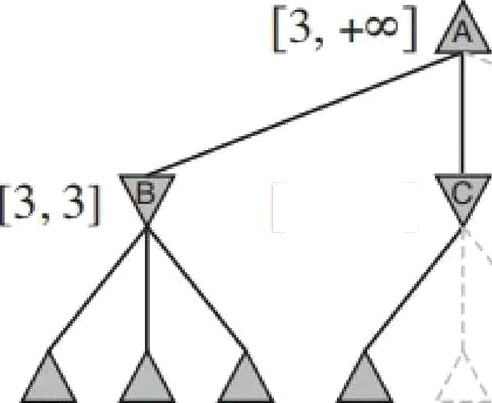 [3, +∞] A
[3, 3] B [ ] C